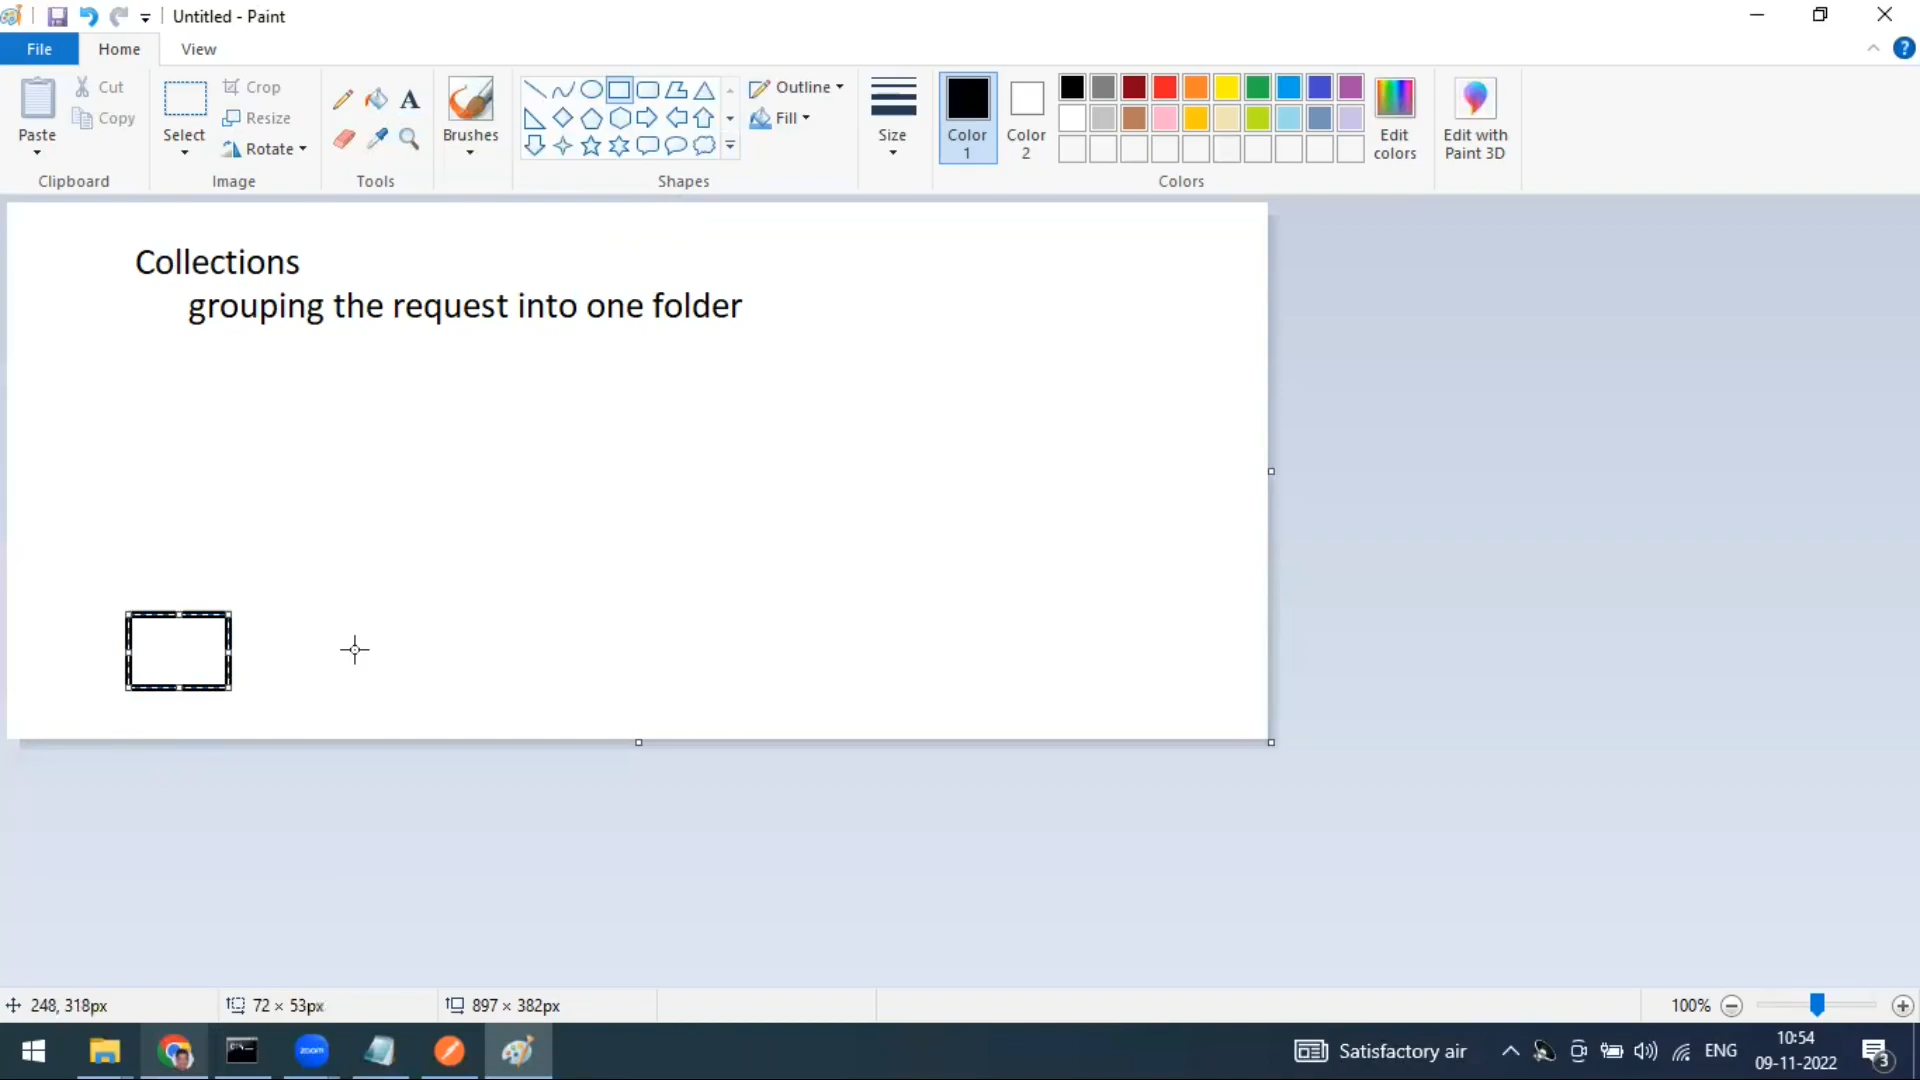 Untitled - Paint
File
Home
View
Paste
Cut
Copy
Clipboard
Select
Crop
Resize
Rotate
Image
A
Tools
Brushes
Shapes
Outline
Fill
Size
Color
1
Color
2
Colors
Edit
colors
Edit with
Paint 3D
?
Collections
grouping the request into one folder
248, 318px
72 × 53px
897 × 382px
100%
zoom
Satisfactory air
ENG
10:54
09-11-2022
3